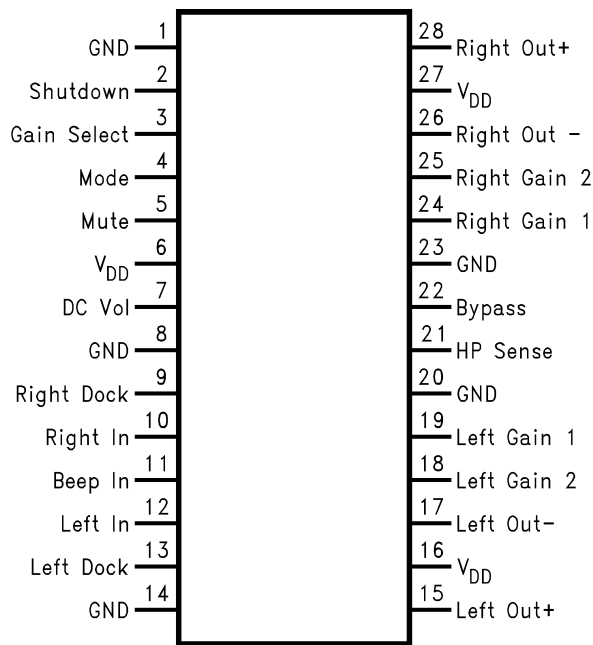 GND 1
Shutdown 2
Gain Select 3
Mode 4
Mute 5
VDD 6
DC Vol 7
GND 8
Right Dock 9
Right In 10
Beep In 11
Left In 12
Left Dock 13
GND 14
28 Right Out+
27 VDD
26 Right Out -
25 Right Gain 2
24 Right Gain 1
23 GND
22 Bypass
21 HP Sense
20 GND
19 Left Gain 1
18 Left Gain 2
17 Left Out-
16 VDD
15 Left Out+